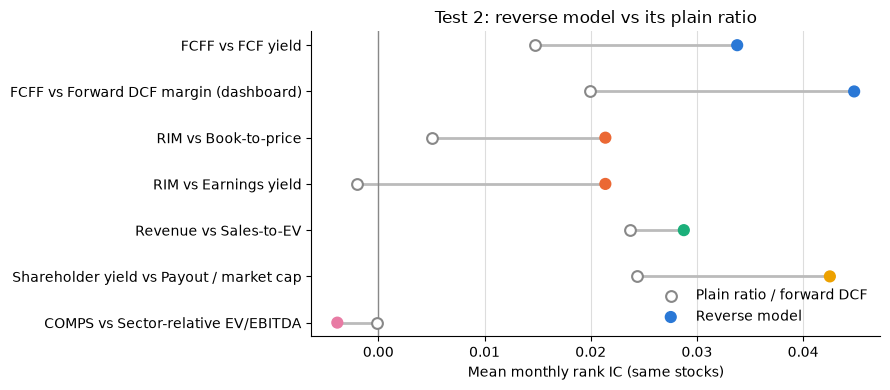 Test 2: reverse model vs its plain ratio
FCFF vs FCF yield
FCFF vs Forward DCF margin (dashboard)
RIM vs Book-to-price
RIM vs Earnings yield
Revenue vs Sales-to-EV
Shareholder yield vs Payout / market cap
COMPS vs Sector-relative EV/EBITDA
Plain ratio / forward DCF
Reverse model
0.00 0.01 0.02 0.03 0.04
Mean monthly rank IC (same stocks)